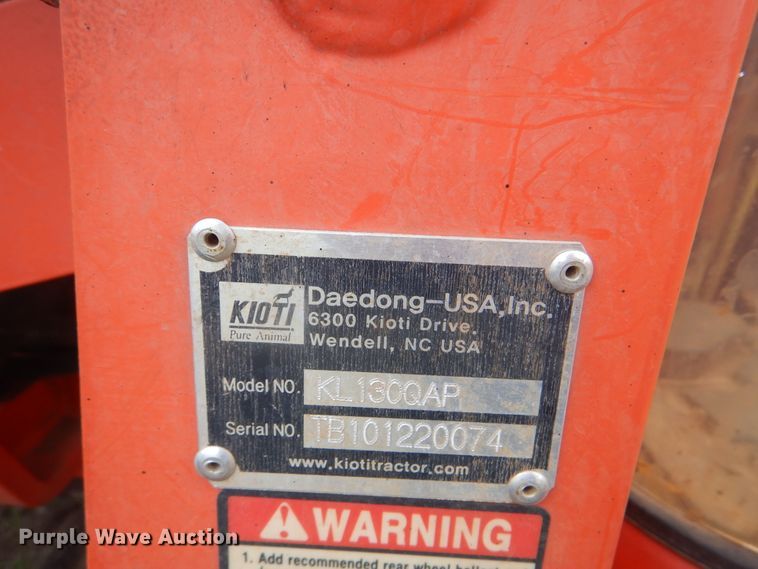 KIOTI
Pure Animal
Daedong-USA, Inc.
6300 Kioti Drive
Wendell, NC USA
Model NO. KL130QAP
Serial NO. TB101220074
www.kiotitractor.com
WARNING
1. Add recommended rear wheel
Purple Wave Auction